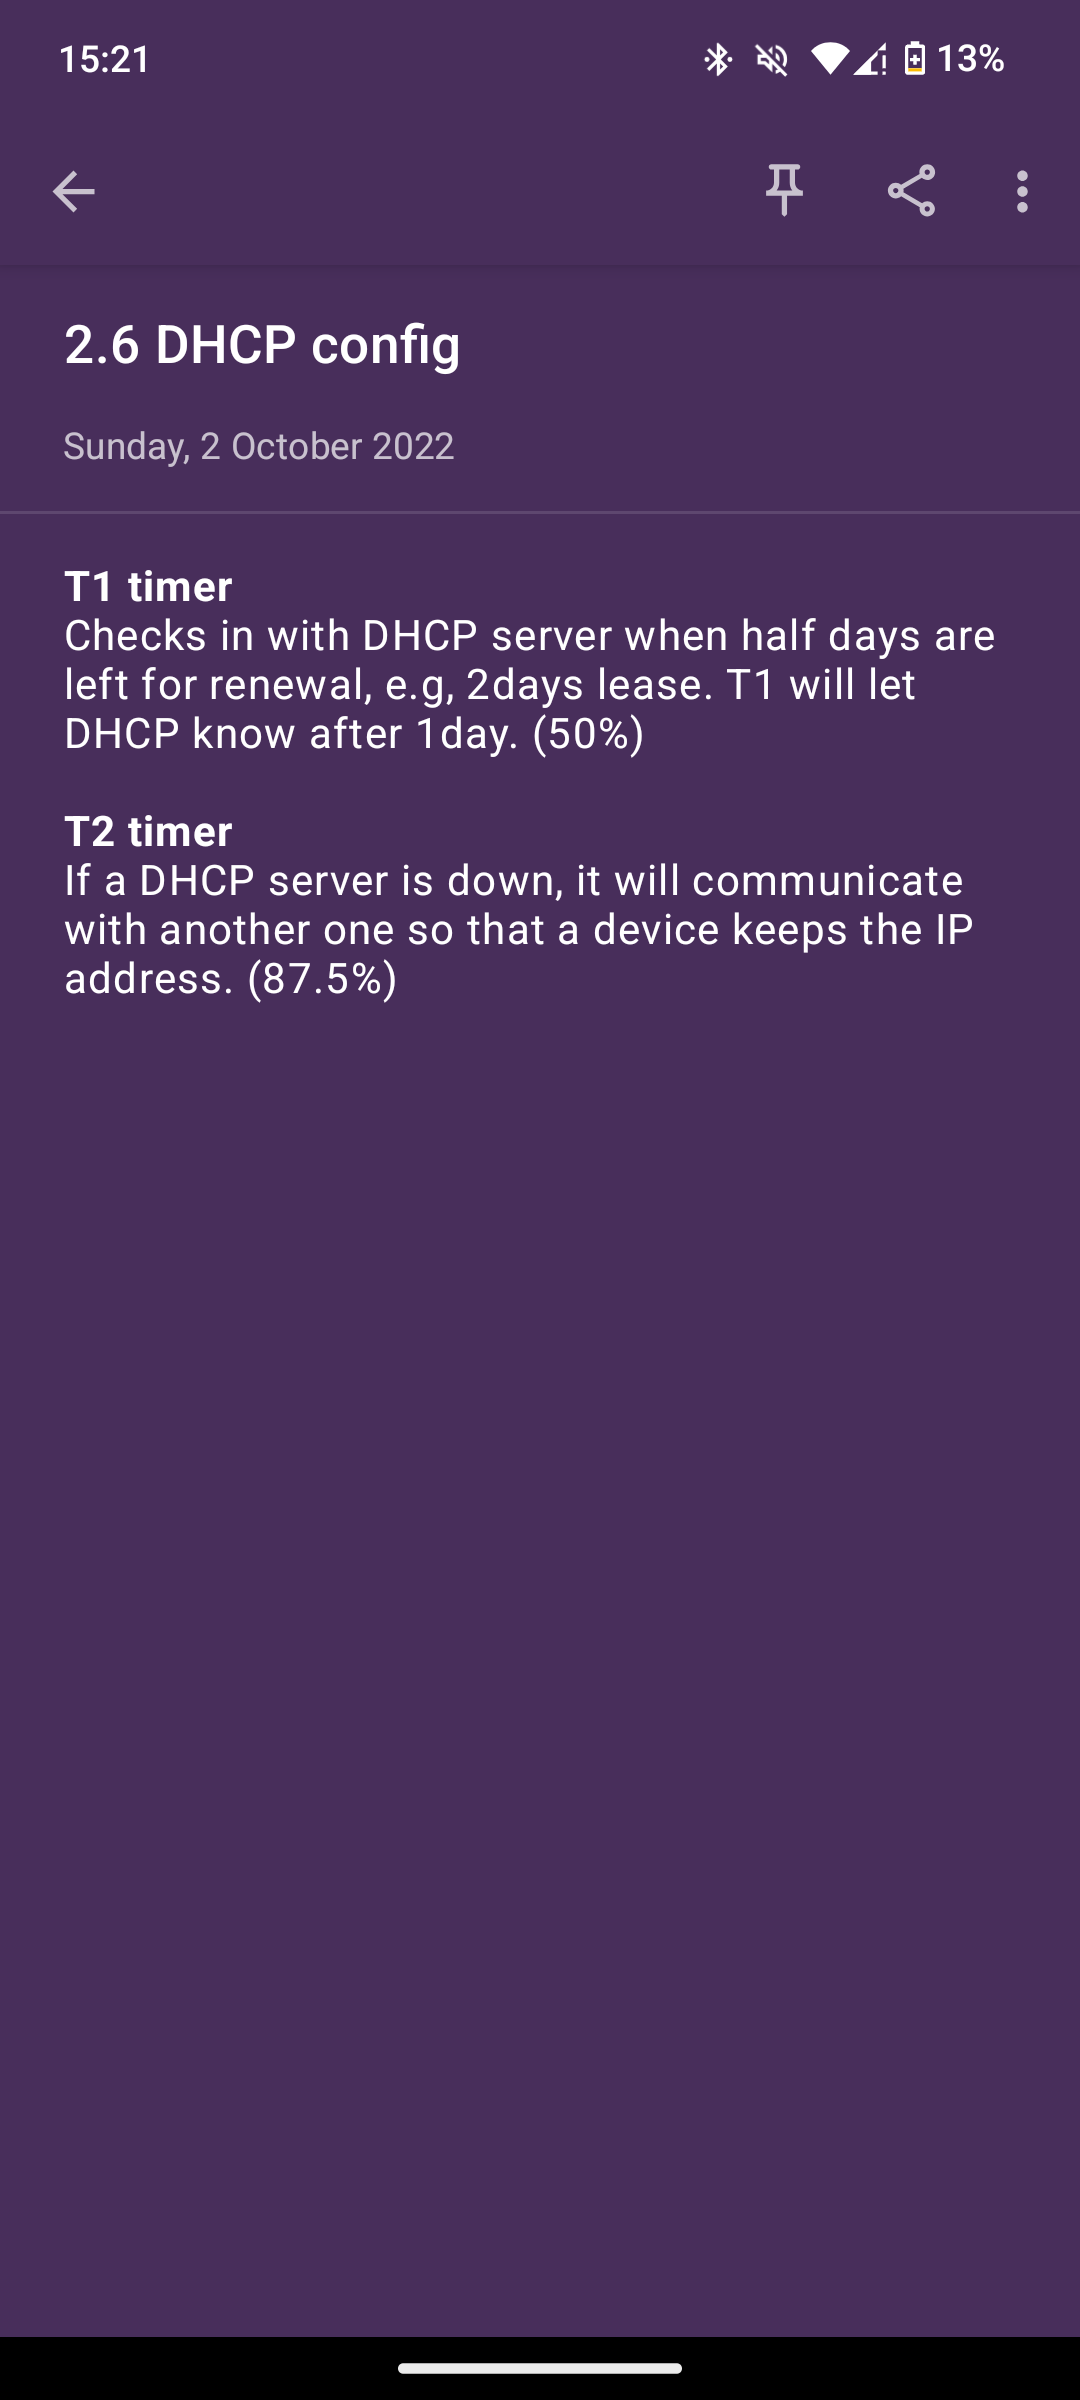 15:21
13%
2.6 DHCP config
Sunday, 2 October 2022
T1 timer
Checks in with DHCP server when half days are
left for renewal, e.g, 2days lease. T1 will let
DHCP know after 1day. (50%)
T2 timer
If a DHCP server is down, it will communicate
with another one so that a device keeps the IP
address. (87.5%)